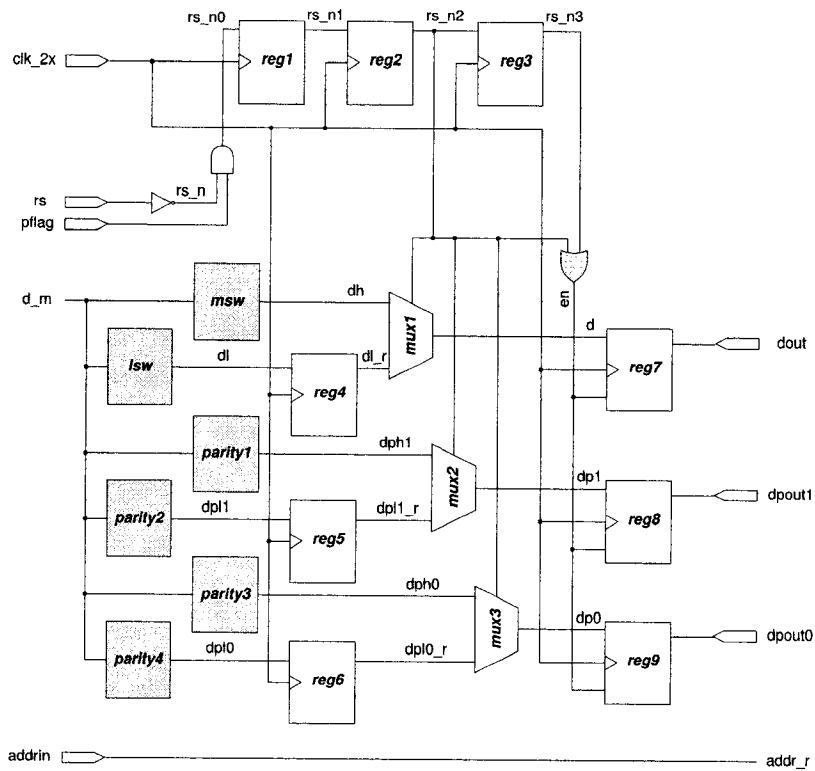 rs_n0
rs_n1
rs_n2
rs_n3
clk_2x
reg1
reg2
reg3
rs
rs_n
pflag
d_m
msw
dh
mux1
en
d
dout
lsw
dl
dl_r
reg4
reg7
parity1
dph1
mux2
dp1
dpout1
parity2
dpl1
dpl1_r
reg5
reg8
parity3
dph0
mux3
dp0
dpout0
parity4
dpl0
dpl0_r
reg6
reg9
addrin
addr_r